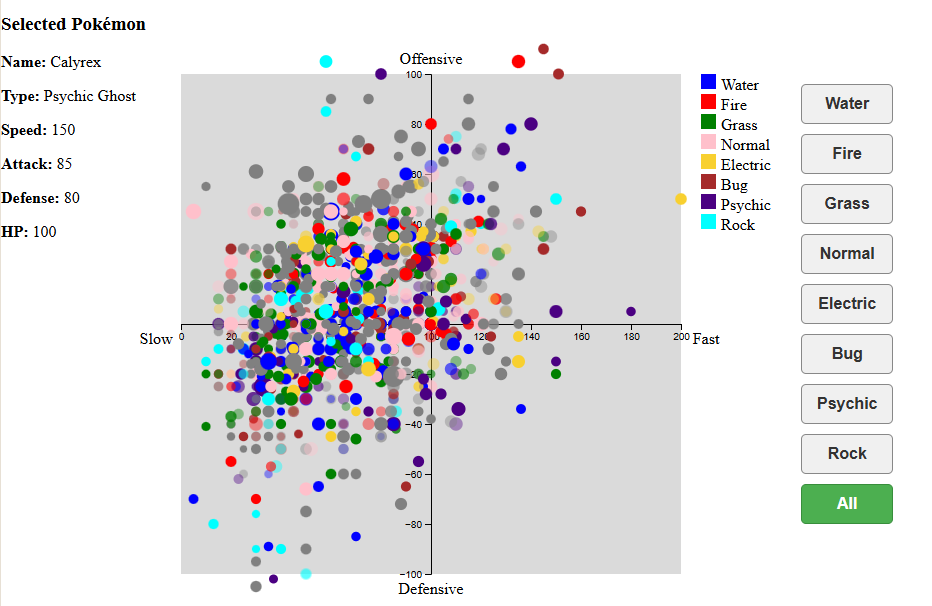 Selected Pokémon
Name: Calyrex
Type: Psychic Ghost
Speed: 150
Attack: 85
Defense: 80
HP: 100
Offensive
100
80
60
40
Slow
0
20
100
120
140
160
180
200
Fast
−20
−40
−60
−80
−100
Defensive
Water
Fire
Grass
Normal
Electric
Bug
Psychic
Rock
Water
Fire
Grass
Normal
Electric
Bug
Psychic
Rock
All